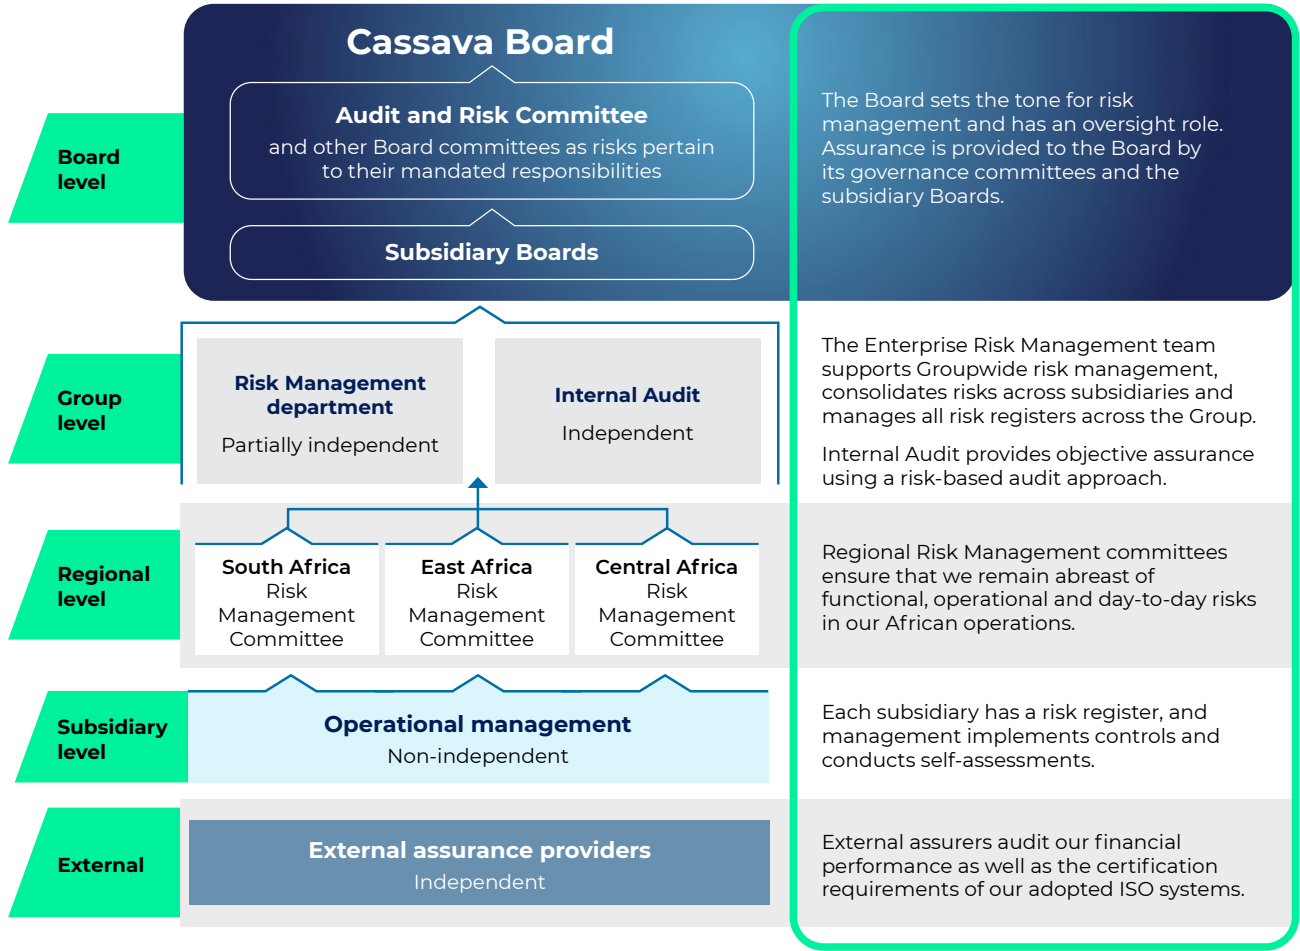 Cassava Board
Board
level
Audit and Risk Committee
and other Board committees as risks pertain
to their mandated responsibilities
Subsidiary Boards
The Board sets the tone for risk
management and has an oversight role.
Assurance is provided to the Board by
its governance committees and the
subsidiary Boards.
Group
level
Risk Management
department
Partially independent
Internal Audit
Independent
The Enterprise Risk Management team
supports Groupwide risk management,
consolidates risks across subsidiaries and
manages all risk registers across the Group.
Internal Audit provides objective assurance
using a risk-based audit approach.
Regional
level
South Africa
Risk
Management
Committee
East Africa
Risk
Management
Committee
Central Africa
Risk
Management
Committee
Regional Risk Management committees
ensure that we remain abreast of
functional, operational and day-to-day risks
in our African operations.
Subsidiary
level
Operational management
Non-independent
Each subsidiary has a risk register, and
management implements controls and
conducts self-assessments.
External
External assurance providers
Independent
External assurers audit our financial
performance as well as the certification
requirements of our adopted ISO systems.